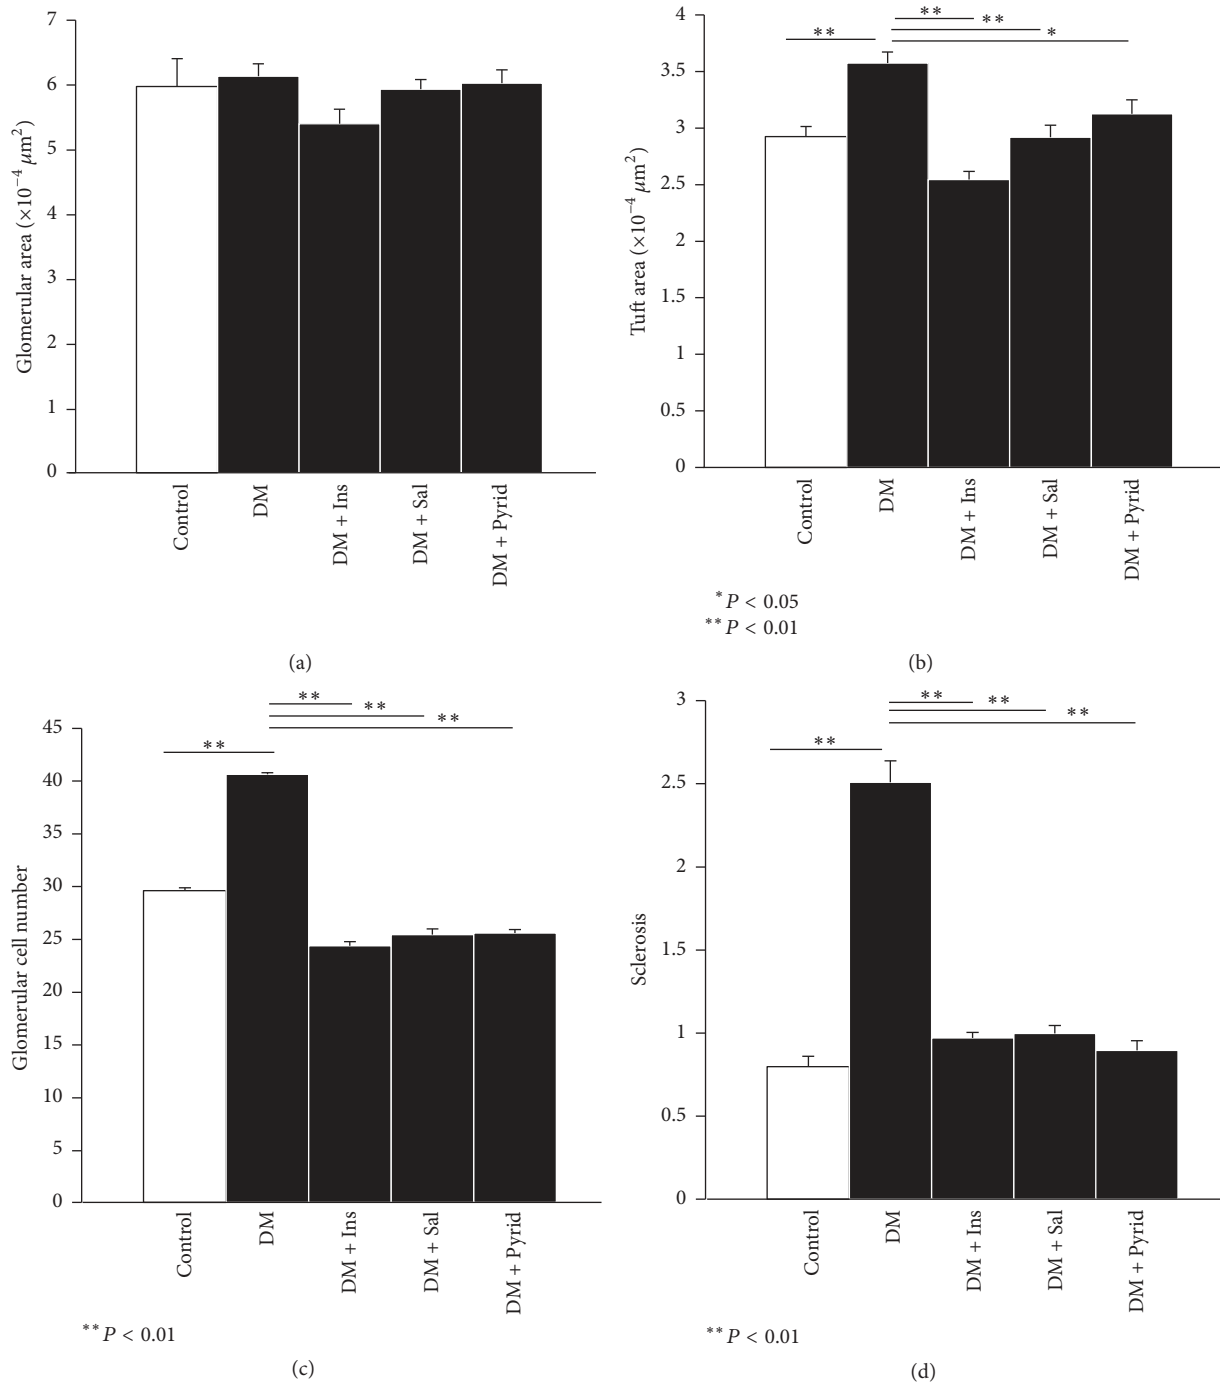 7
6
5
4
3
2
1
0
Glomerular area (×10⁻⁴ μm²)
Control
DM
DM + Ins
DM + Sal
DM + Pyrid
(a)
4
3.5
3
2.5
2
1.5
1
0.5
0
Tuft area (×10⁻⁴ μm²)
**
**
**
*
Control
DM
DM + Ins
DM + Sal
DM + Pyrid
*P < 0.05
**P < 0.01
(b)
45
40
35
30
25
20
15
10
5
0
Glomerular cell number
**
**
**
**
Control
DM
DM + Ins
DM + Sal
DM + Pyrid
**P < 0.01
(c)
3
2.5
2
1.5
1
0.5
0
Sclerosis
**
**
**
**
Control
DM
DM + Ins
DM + Sal
DM + Pyrid
**P < 0.01
(d)